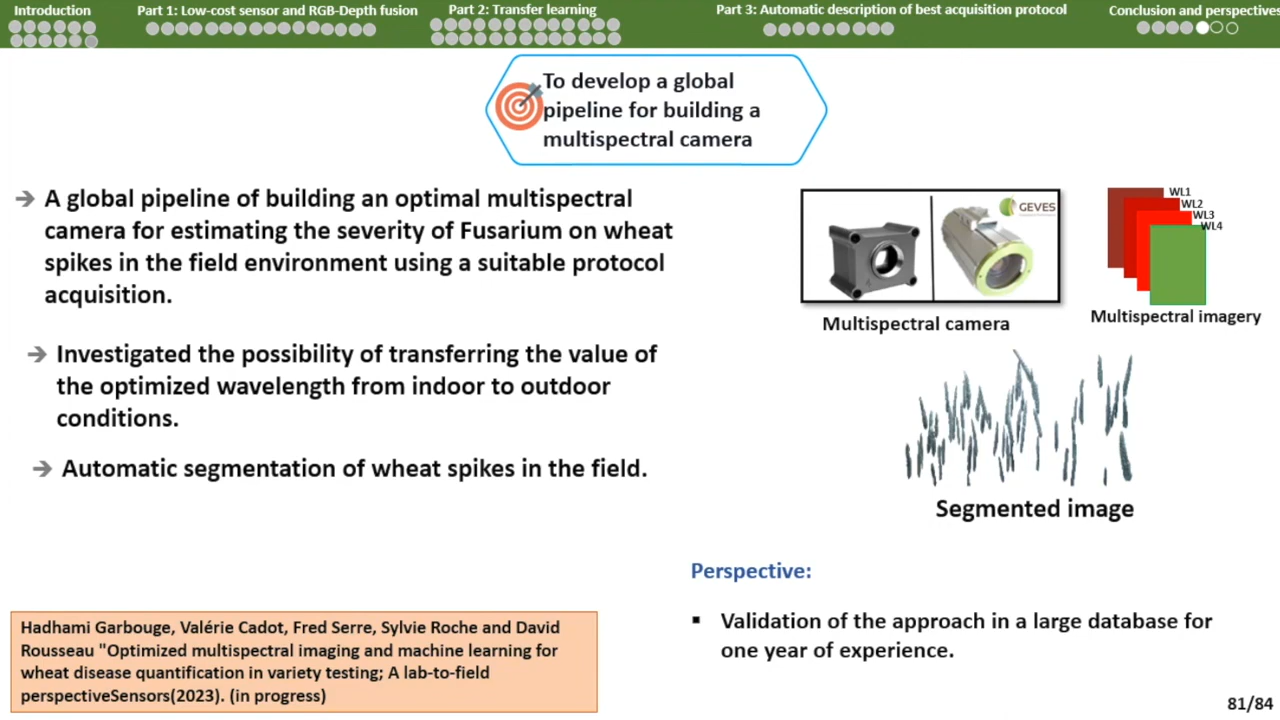 Introduction
Part 1: Low-cost sensor and RGB-Depth fusion
Part 2: Transfer learning
Part 3: Automatic description of best acquisition protocol
Conclusion and perspectives
To develop a global
pipeline for building a
multispectral camera
A global pipeline of building an optimal multispectral
camera for estimating the severity of Fusarium on wheat
spikes in the field environment using a suitable protocol
acquisition.
Investigated the possibility of transferring the value of
the optimized wavelength from indoor to outdoor
conditions.
Automatic segmentation of wheat spikes in the field.
GEVES
Multispectral camera
WL1
WL2
WL3
WL4
Multispectral imagery
Segmented image
Perspective:
Validation of the approach in a large database for
one year of experience.
Hadhami Garbouge, Valérie Cadot, Fred Serre, Sylvie Roche and David
Rousseau "Optimized multispectral imaging and machine learning for
wheat disease quantification in variety testing; A lab-to-field
perspectiveSensors(2023). (in progress)
81/84